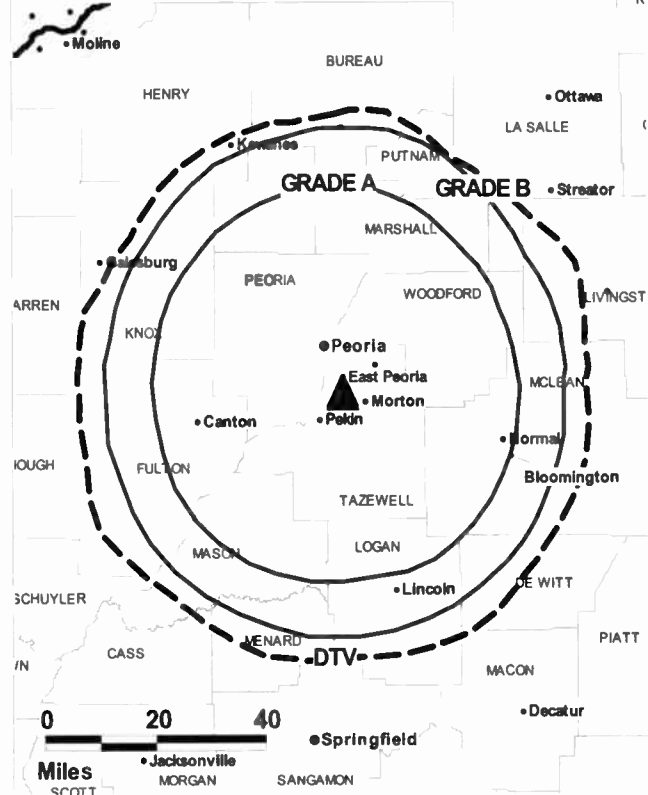 Moline
BUREAU
HENRY
Ottawa
LA SALLE
Kewanee
PUTNAM
GRADE A
GRADE B
Streator
MARSHALL
Galesburg
PEORIA
WOODFORD
LIVINGST
ARREN
KNOX
Peoria
East Peoria
MCLEAN
Morton
Canton
Pekin
Normal
OUGH
FULTON
Bloomington
TAZEWELL
MASON
LOGAN
DE WITT
Lincoln
SCHUYLER
MENARD
PIATT
CASS
WN
DTV
MACON
0 20 40
Decatur
Springfield
Miles
Jacksonville
MORGAN
SANGAMON
SCOTT